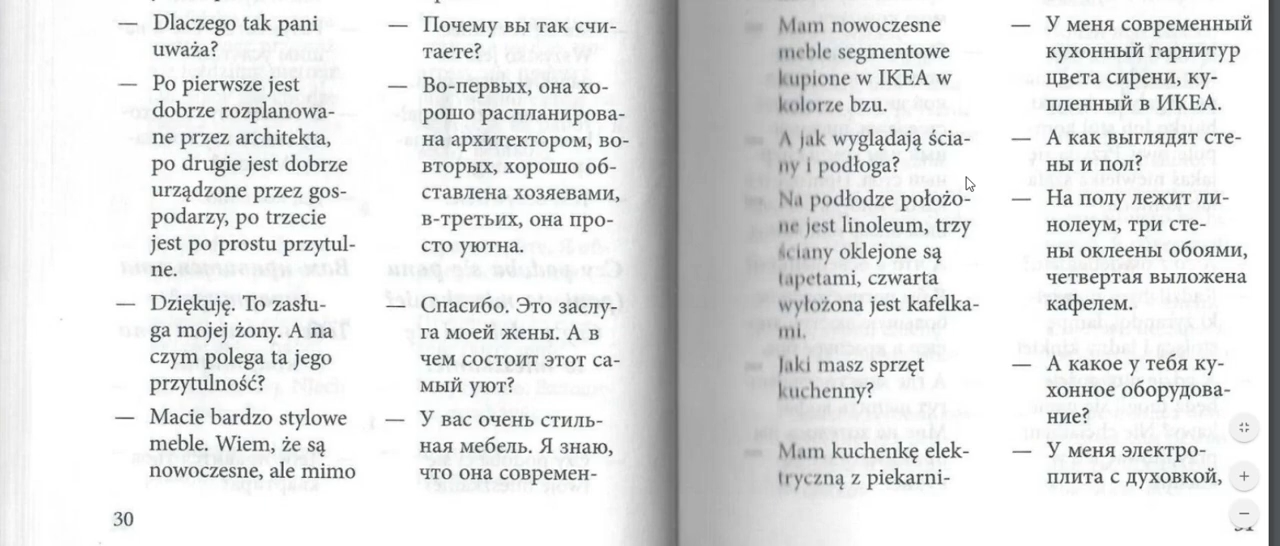 — Dlaczego tak pani
uważa?
— Po pierwsze jest
dobrze rozplanowa-
ne przez architekta,
po drugie jest dobrze
urządzone przez gos-
podarzy, po trzecie
jest po prostu przytul-
ne.
— Dziękuję. To zasłu-
ga mojej żony. A na
czym polega ta jego
przytulność?
— Macie bardzo stylowe
meble. Wiem, że są
nowoczesne, ale mimo
— Почему вы так счи-
таете?
— Во-первых, она хо-
рошо распланирова-
на архитектором, во-
вторых, хорошо об-
ставлена хозяевами,
в-третьих, она про-
сто уютна.
— Спасибо. Это заслу-
га моей жены. А в
чем состоит этот са-
мый уют?
— У вас очень стиль-
ная мебель. Я знаю,
что она современ-
30
— Mam nowoczesne
meble segmentowe
kupione w IKEA w
kolorze bzu.
— A jak wyglądają ścia-
ny i podłoga?
— Na podłodze położo-
ne jest linoleum, trzy
ściany oklejone są
tapetami, czwarta
wyłożona jest kafelka-
mi.
— Jaki masz sprzęt
kuchenny?
— Mam kuchenkę elek-
tryczną z piekarni-
— У меня современный
кухонный гарнитур
цвета сирени, ку-
пленный в ИКЕА.
— А как выглядят сте-
ны и пол?
— На полу лежит ли-
нолеум, три сте-
ны оклеены обоями,
четвертая выложена
кафелем.
— А какое у тебя ку-
хонное оборудова-
ние?
— У меня электро-
плита с духовкой,